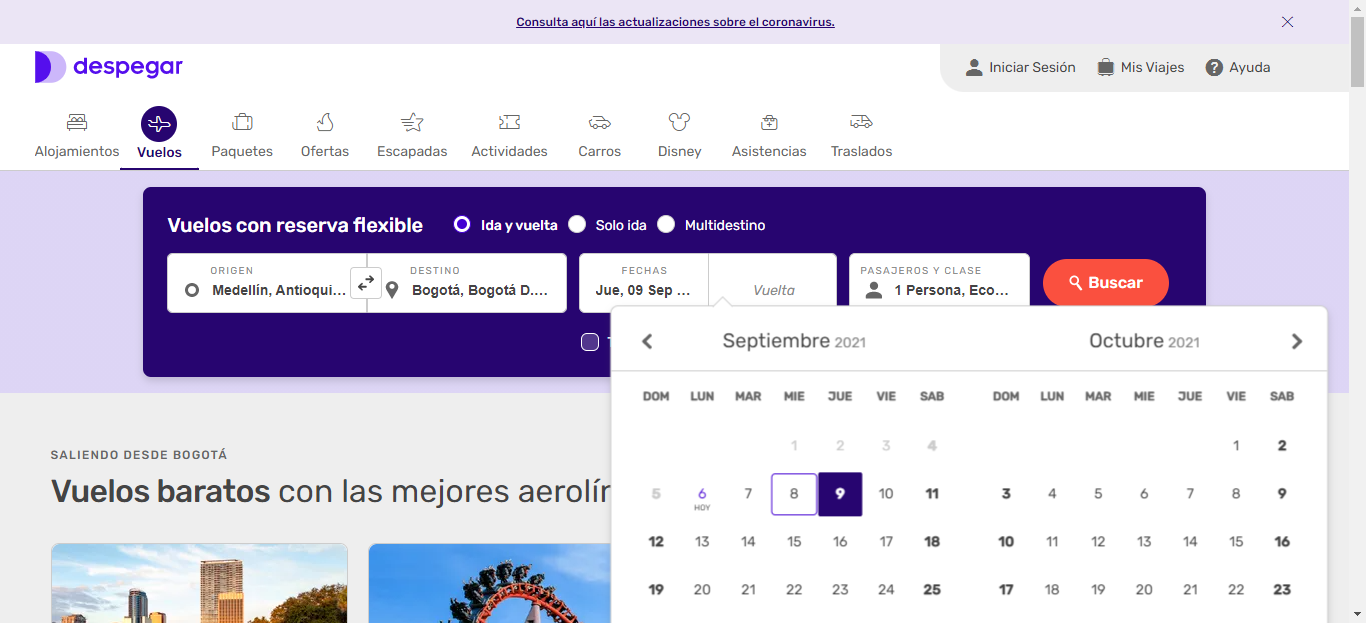 Consulta aquí las actualizaciones sobre el coronavirus.
despegar
Iniciar Sesión Mis Viajes ? Ayuda
Alojamientos Vuelos Paquetes Ofertas Escapadas Actividades Carros Disney Asistencias Traslados
Vuelos con reserva flexible Ida y vuelta Solo ida Multidestino
ORIGEN DESTINO FECHAS PASAJEROS Y CLASE
Medellín, Antioqui... Bogotá, Bogotá D.... Jue, 09 Sep ... Vuelta 1 Persona, Eco... Buscar
Septiembre 2021 Octubre 2021
DOM LUN MAR MIE JUE VIE SAB DOM LUN MAR MIE JUE VIE SAB
1 2 3 4 1 2
5 6 7 8 9 10 11 3 4 5 6 7 8 9
HOY
12 13 14 15 16 17 18 10 11 12 13 14 15 16
19 20 21 22 23 24 25 17 18 19 20 21 22 23
SALIENDO DESDE BOGOTÁ
Vuelos baratos con las mejores aerolír